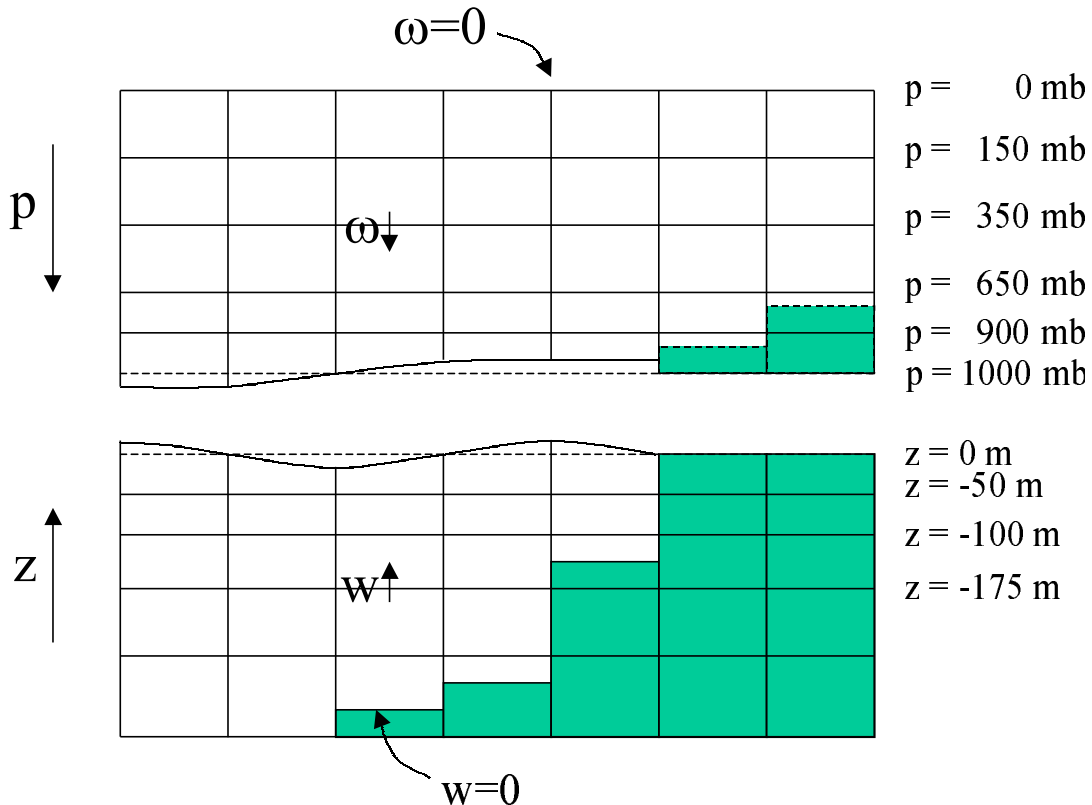 ω=0
p = 0 mb
p = 150 mb
p
p = 350 mb
ω
p = 650 mb
p = 900 mb
p = 1000 mb
z = 0 m
z = -50 m
z = -100 m
z
w
z = -175 m
w=0